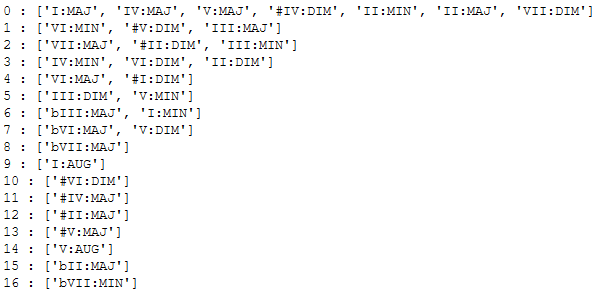 0 : ['I:MAJ', 'IV:MAJ', 'V:MAJ', '#IV:DIM', 'II:MIN', 'II:MAJ', 'VII:DIM']
1 : ['VI:MIN', '#V:DIM', 'III:MAJ']
2 : ['VII:MAJ', '#II:DIM', 'III:MIN']
3 : ['IV:MIN', 'VI:DIM', 'II:DIM']
4 : ['VI:MAJ', '#I:DIM']
5 : ['III:DIM', 'V:MIN']
6 : ['bIII:MAJ', 'I:MIN']
7 : ['bVI:MAJ', 'V:DIM']
8 : ['bVII:MAJ']
9 : ['I:AUG']
10 : ['#VI:DIM']
11 : ['#IV:MAJ']
12 : ['#II:MAJ']
13 : ['#V:MAJ']
14 : ['V:AUG']
15 : ['bII:MAJ']
16 : ['bVII:MIN']